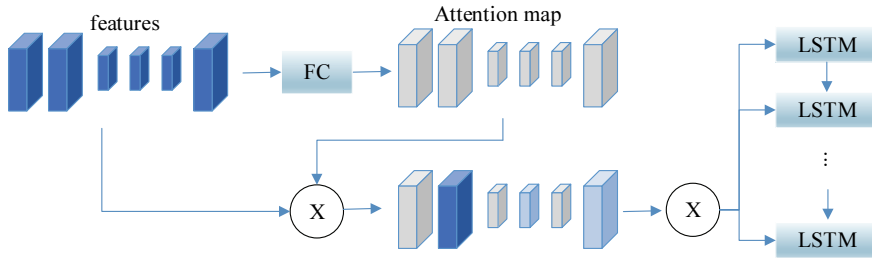 features
Attention map
FC
LSTM
LSTM
...
LSTM
X
X